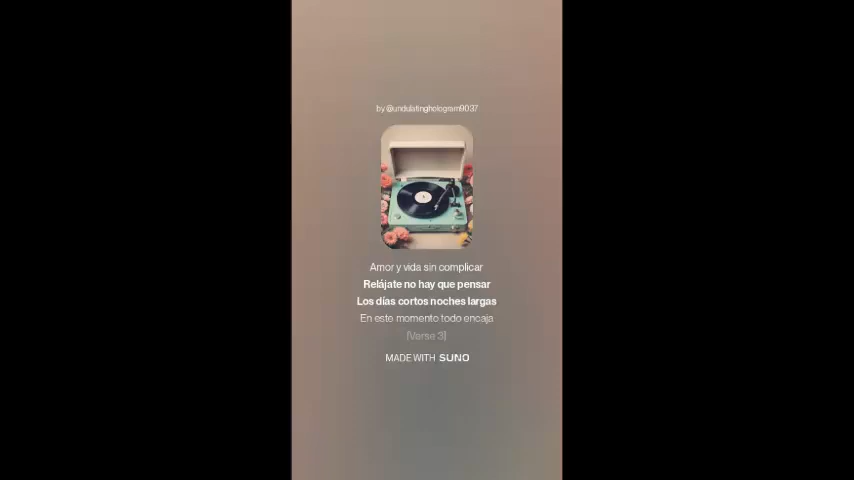 by @undulatinghologram9037
Amor y vida sin complicar
Relájate no hay que pensar
Los días cortos noches largas
En este momento todo encaja
[Verse 3]
MADE WITH SUNO